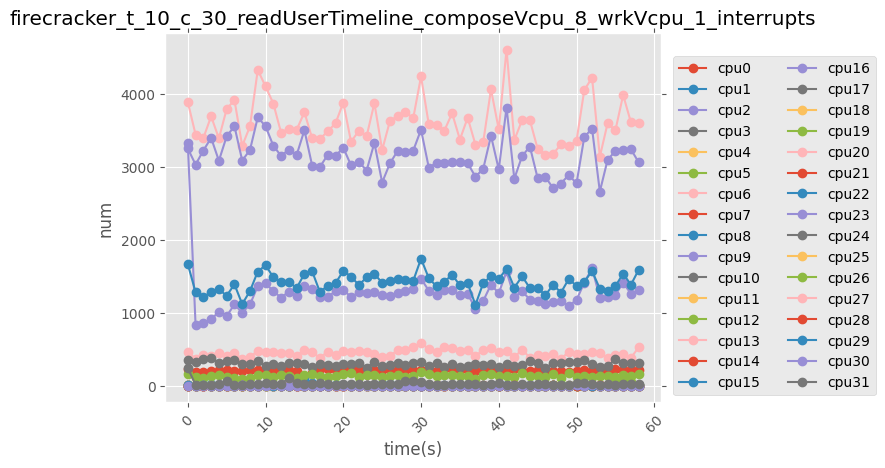 firecracker_t_10_c_30_readUserTimeline_composeVcpu_8_wrkVcpu_1_interrupts
4000
3000
2000
1000
0
num
0
10
20
30
40
50
60
time(s)
cpu0
cpu1
cpu2
cpu3
cpu4
cpu5
cpu6
cpu7
cpu8
cpu9
cpu10
cpu11
cpu12
cpu13
cpu14
cpu15
cpu16
cpu17
cpu18
cpu19
cpu20
cpu21
cpu22
cpu23
cpu24
cpu25
cpu26
cpu27
cpu28
cpu29
cpu30
cpu31